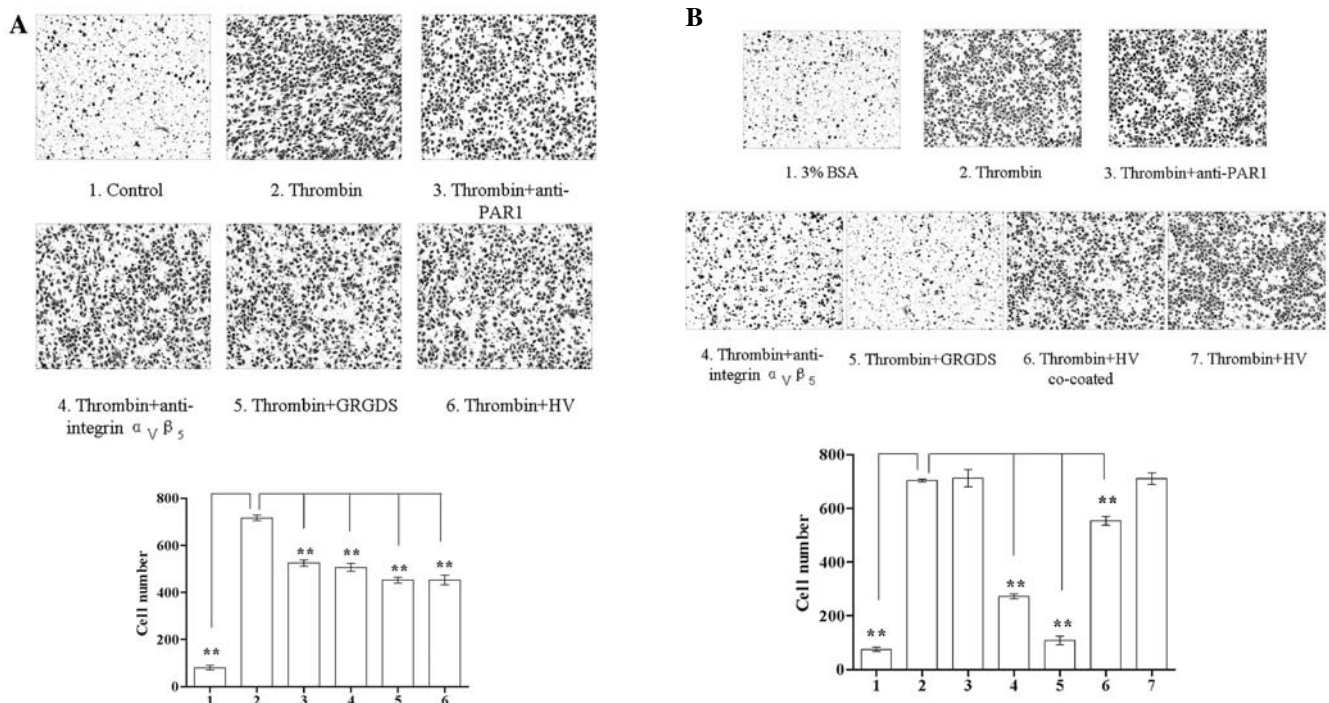 A
1. Control
2. Thrombin
3. Thrombin+anti-
PAR1
4. Thrombin+anti-
integrin α V β 5
5. Thrombin+GRGDS
6. Thrombin+HV
Cell number
800
600
400
200
0
**
**
**
**
**
1 2 3 4 5 6
B
1. 3% BSA
2. Thrombin
3. Thrombin+anti-PAR1
4. Thrombin+anti-
integrin α V β 5
5. Thrombin+GRGDS
6. Thrombin+HV
co-coated
7. Thrombin+HV
Cell number
800
600
400
200
0
**
**
**
**
1 2 3 4 5 6 7